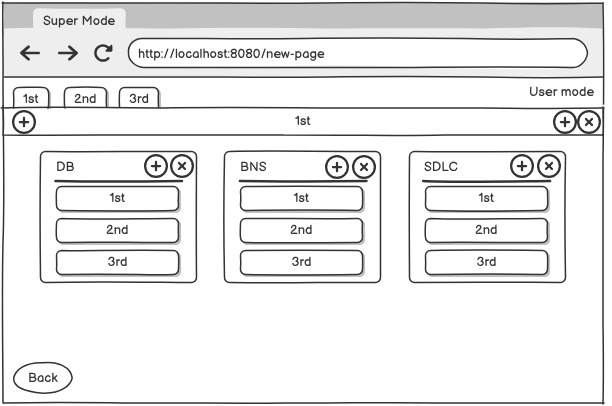 Super Mode
http://localhost:8080/new-page
1st 2nd 3rd
User mode
1st
DB
1st
2nd
3rd
BNS
1st
2nd
3rd
SDLC
1st
2nd
3rd
Back